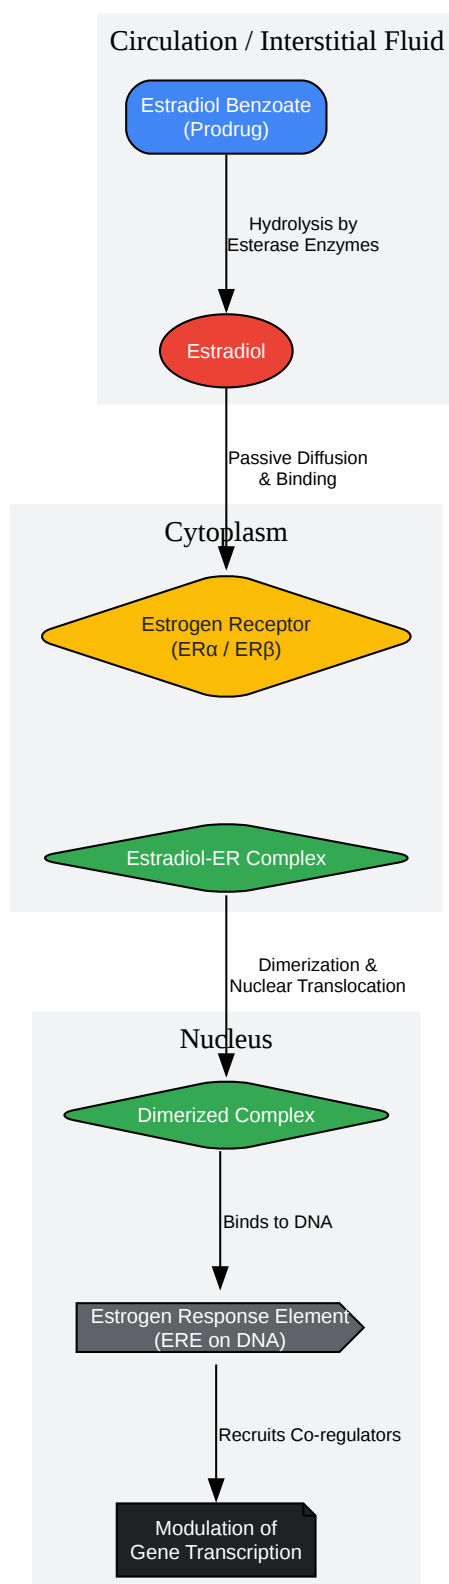 Circulation / Interstitial Fluid
Estradiol Benzoate
(Prodrug)
Hydrolysis by
Esterase Enzymes
Estradiol
Passive Diffusion
& Binding
Cytoplasm
Estrogen Receptor
(ERα / ERβ)
Estradiol-ER Complex
Dimerization &
Nuclear Translocation
Nucleus
Dimerized Complex
Binds to DNA
Estrogen Response Element
(ERE on DNA)
Recruits Co-regulators
Modulation of
Gene Transcription